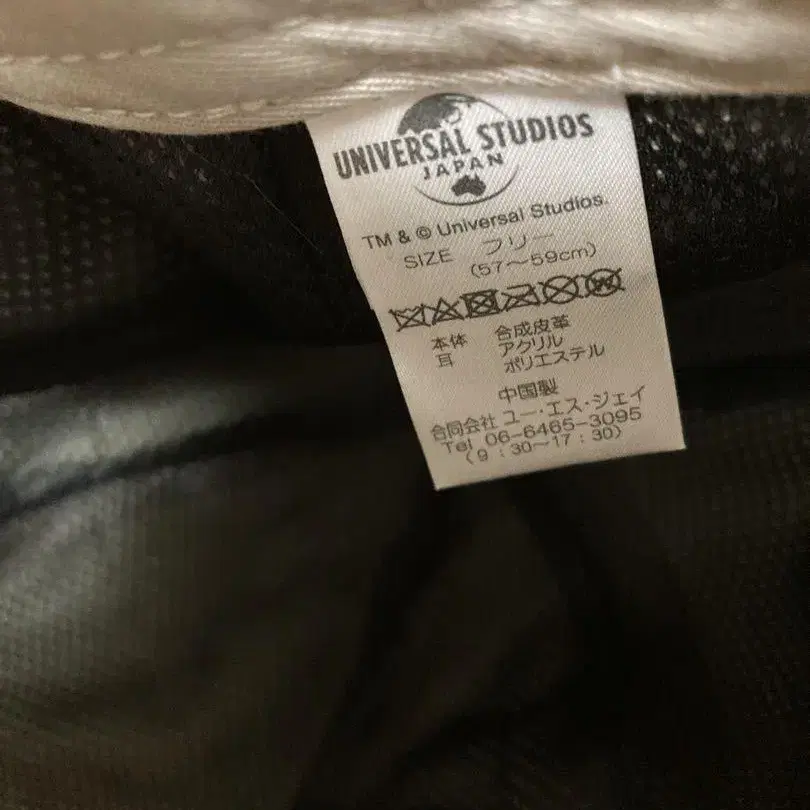 UNIVERSAL STUDIOS
JAPAN
TM & © Universal Studios.
SIZE フリー
(57～59cm)
本体 合成皮革
耳 アクリル
ポリエステル
中国製
合同会社 ユー・エス・ジェイ
Tel 06-6465-3095
(9:30～17:30)